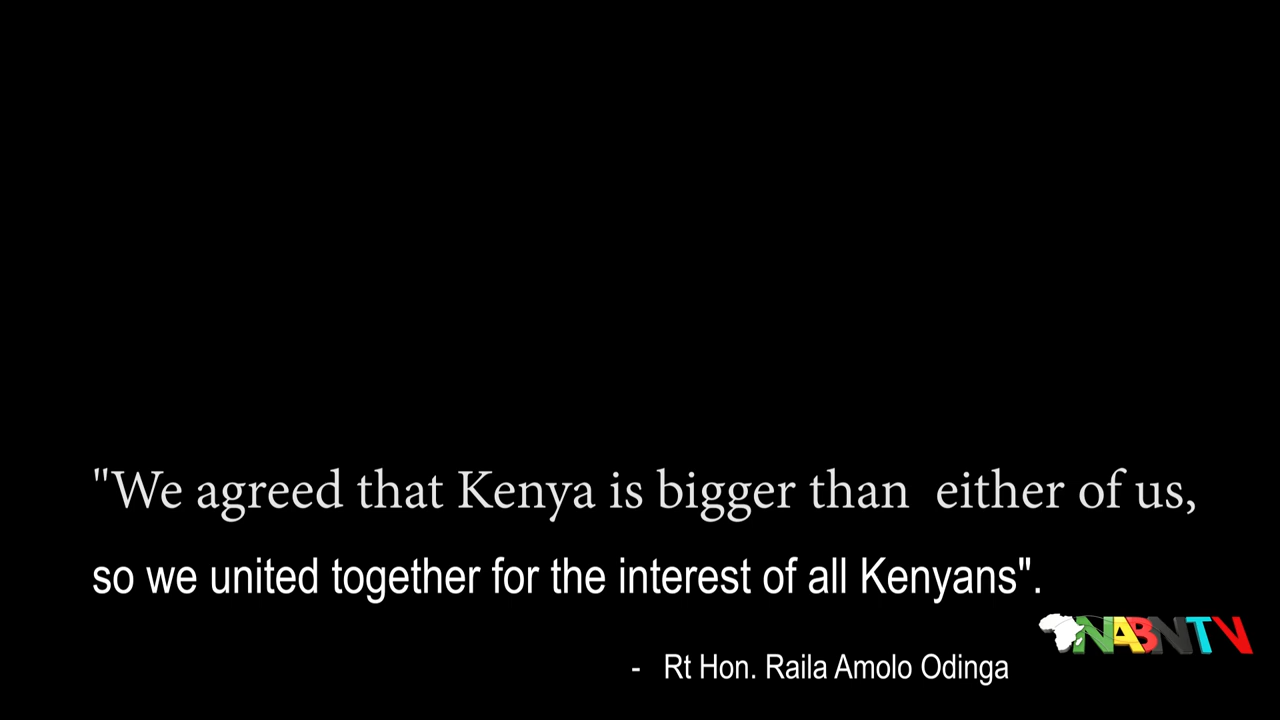 "We agreed that Kenya is bigger than  either of us,
so we united together for the interest of all Kenyans".
NABNTV
-   Rt Hon. Raila Amolo Odinga